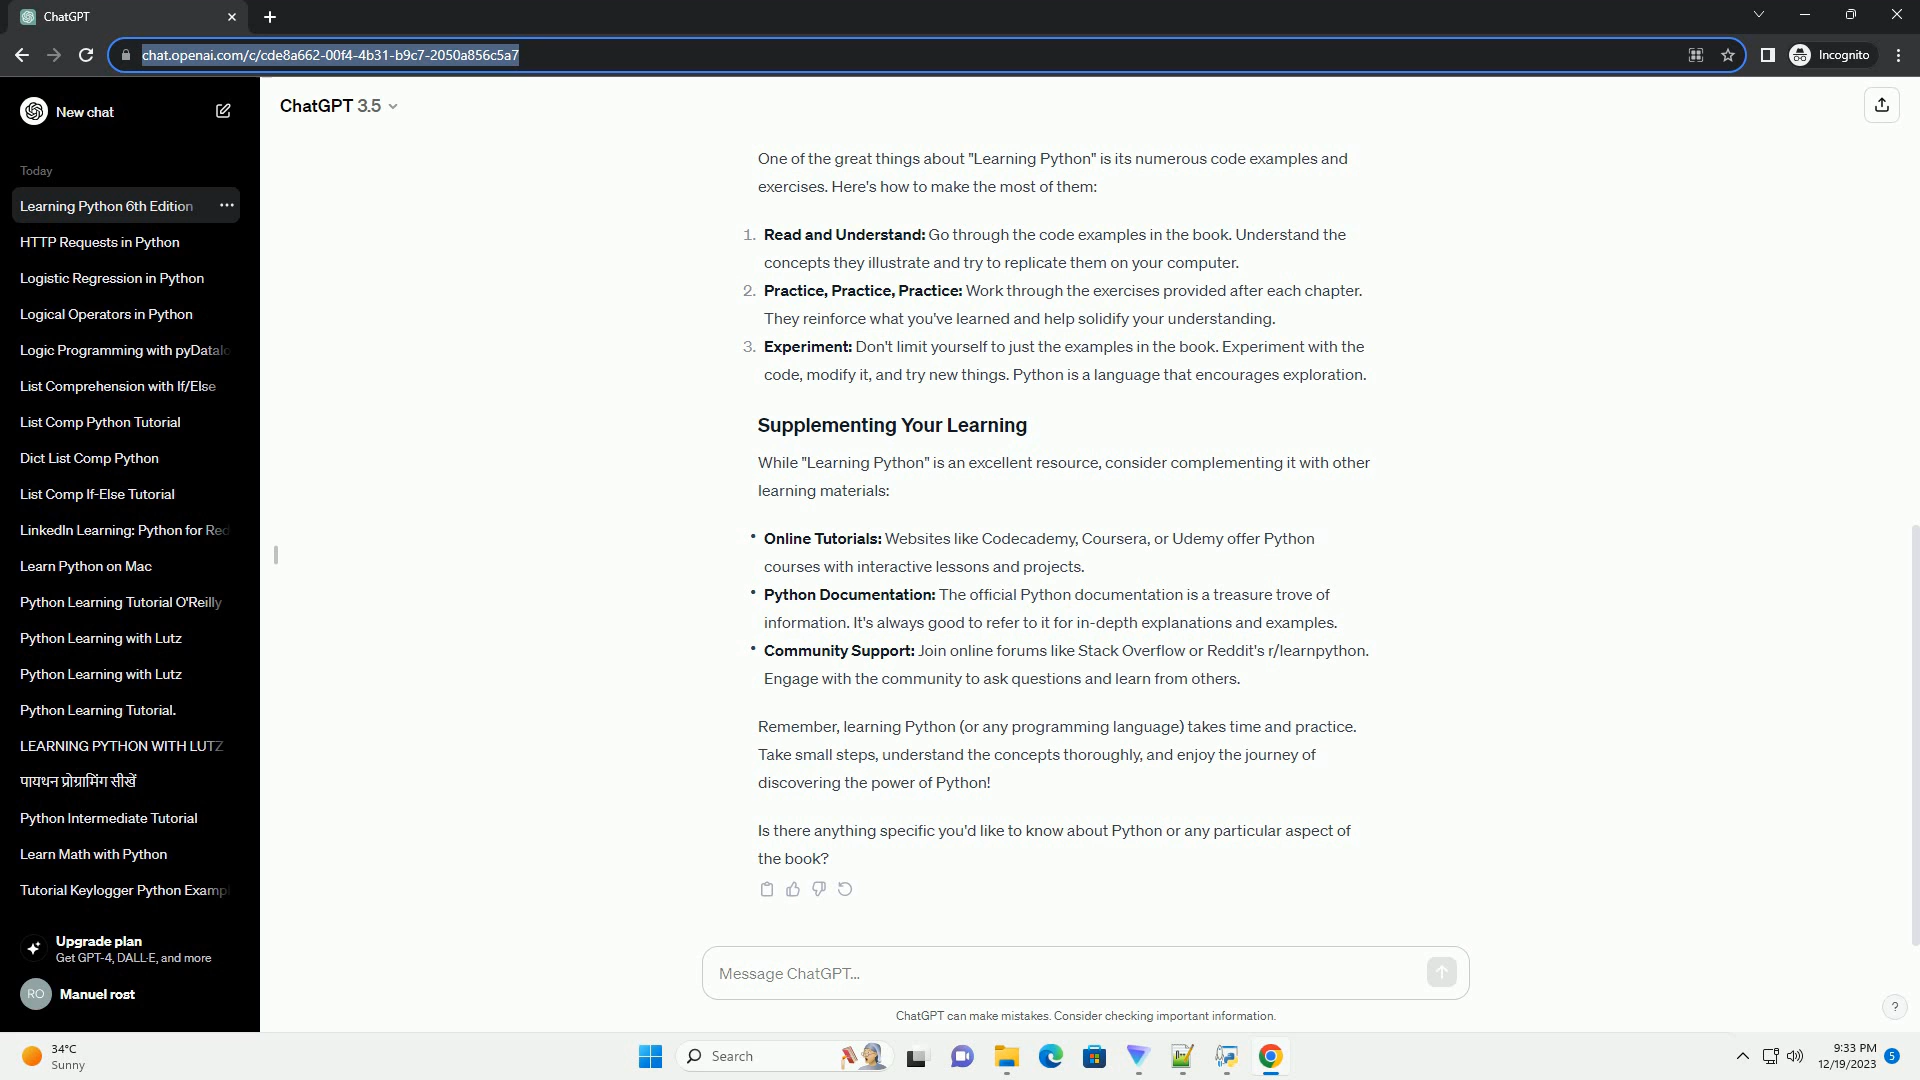 ChatGPT
chat.openai.com/c/cde8a662-00f4-4b31-b9c7-2050a856c5a7
Incognito
New chat
Today
Learning Python 6th Edition
HTTP Requests in Python
Logistic Regression in Python
Logical Operators in Python
Logic Programming with pyDatalo
List Comprehension with If/Else
List Comp Python Tutorial
Dict List Comp Python
List Comp If-Else Tutorial
LinkedIn Learning: Python for Red
Learn Python on Mac
Python Learning Tutorial O'Reilly
Python Learning with Lutz
Python Learning with Lutz
Python Learning Tutorial.
LEARNING PYTHON WITH LUTZ
पायथन प्रोग्रामिंग सीखें
Python Intermediate Tutorial
Learn Math with Python
Tutorial Keylogger Python Exampl
Upgrade plan
Get GPT-4, DALL·E, and more
RO
Manuel rost
ChatGPT 3.5
One of the great things about "Learning Python" is its numerous code examples and
exercises. Here's how to make the most of them:
1. Read and Understand: Go through the code examples in the book. Understand the
concepts they illustrate and try to replicate them on your computer.
2. Practice, Practice, Practice: Work through the exercises provided after each chapter.
They reinforce what you've learned and help solidify your understanding.
3. Experiment: Don't limit yourself to just the examples in the book. Experiment with the
code, modify it, and try new things. Python is a language that encourages exploration.
Supplementing Your Learning
While "Learning Python" is an excellent resource, consider complementing it with other
learning materials:
• Online Tutorials: Websites like Codecademy, Coursera, or Udemy offer Python
courses with interactive lessons and projects.
• Python Documentation: The official Python documentation is a treasure trove of
information. It's always good to refer to it for in-depth explanations and examples.
• Community Support: Join online forums like Stack Overflow or Reddit's r/learnpython.
Engage with the community to ask questions and learn from others.
Remember, learning Python (or any programming language) takes time and practice.
Take small steps, understand the concepts thoroughly, and enjoy the journey of
discovering the power of Python!
Is there anything specific you'd like to know about Python or any particular aspect of
the book?
Message ChatGPT...
ChatGPT can make mistakes. Consider checking important information.
?
34°C
Sunny
Search
9:33 PM
12/19/2023
5